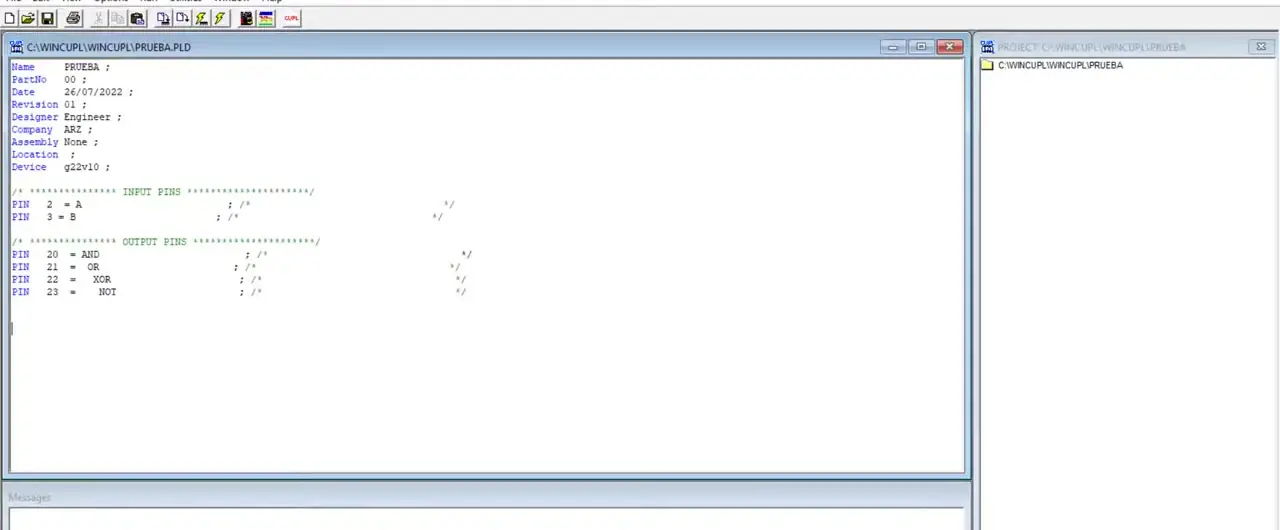 CUPL
C:\WINCUPL\WINCUPL\PRUEBA.PLD
Name PRUEBA ;
PartNo 00 ;
Date 26/07/2022 ;
Revision 01 ;
Designer Engineer ;
Company ARZ ;
Assembly None ;
Location ;
Device g22v10 ;
/* *************** INPUT PINS *********************/
PIN 2 = A ; /* */
PIN 3 = B ; /* */
/* *************** OUTPUT PINS *********************/
PIN 20 = AND ; /* */
PIN 21 = OR ; /* */
PIN 22 = XOR ; /* */
PIN 23 = NOT ; /* */
PROJECT: C:\WINCUPL\WINCUPL\PRUEBA
C:\WINCUPL\WINCUPL\PRUEBA
Messages